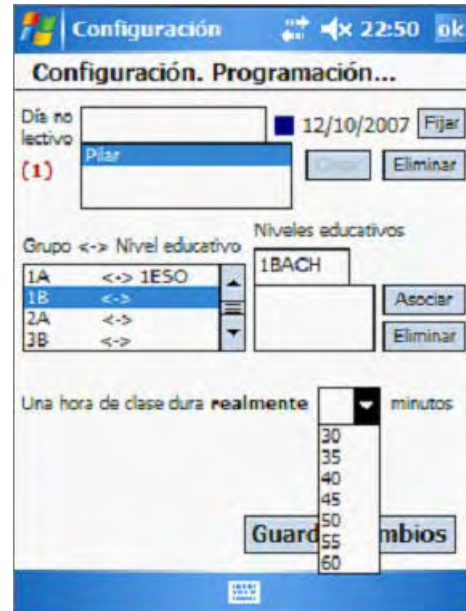 Configuración 22:50 ok
Configuración. Programación...
Día no lectivo
12/10/2007 Fijar
(1)
Pilar
Crear Eliminar
Grupo <-> Nivel educativo
Niveles educativos
1A <-> 1ESO
1B <->
2A <->
3B <->
1BACH
Asociar
Eliminar
Una hora de clase dura realmente minutos
30
35
40
45
50
55
60
Guard mbios